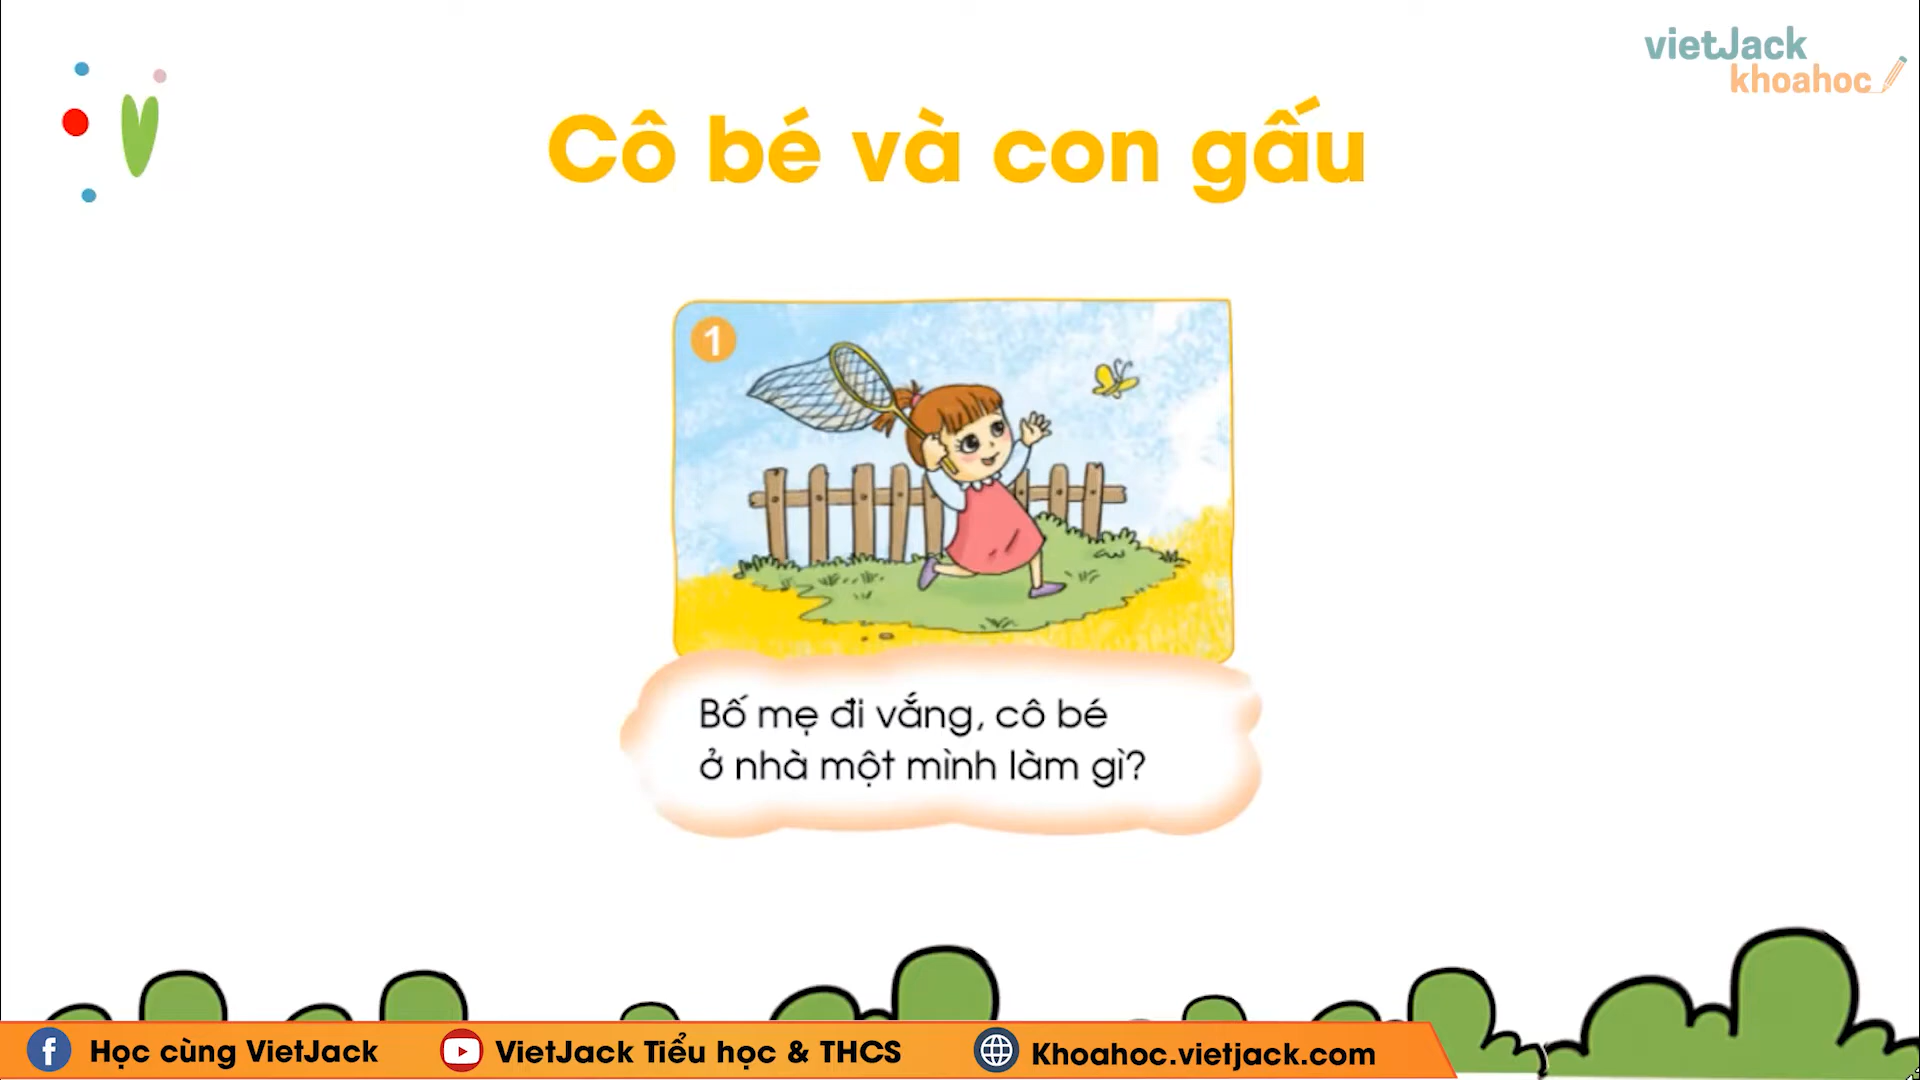 vietJack
khoahoc
Cô bé và con gấu
1
Bố mẹ đi vắng, cô bé
ở nhà một mình làm gì?
Học cùng VietJack
VietJack Tiểu học & THCS
Khoahoc.vietjack.com